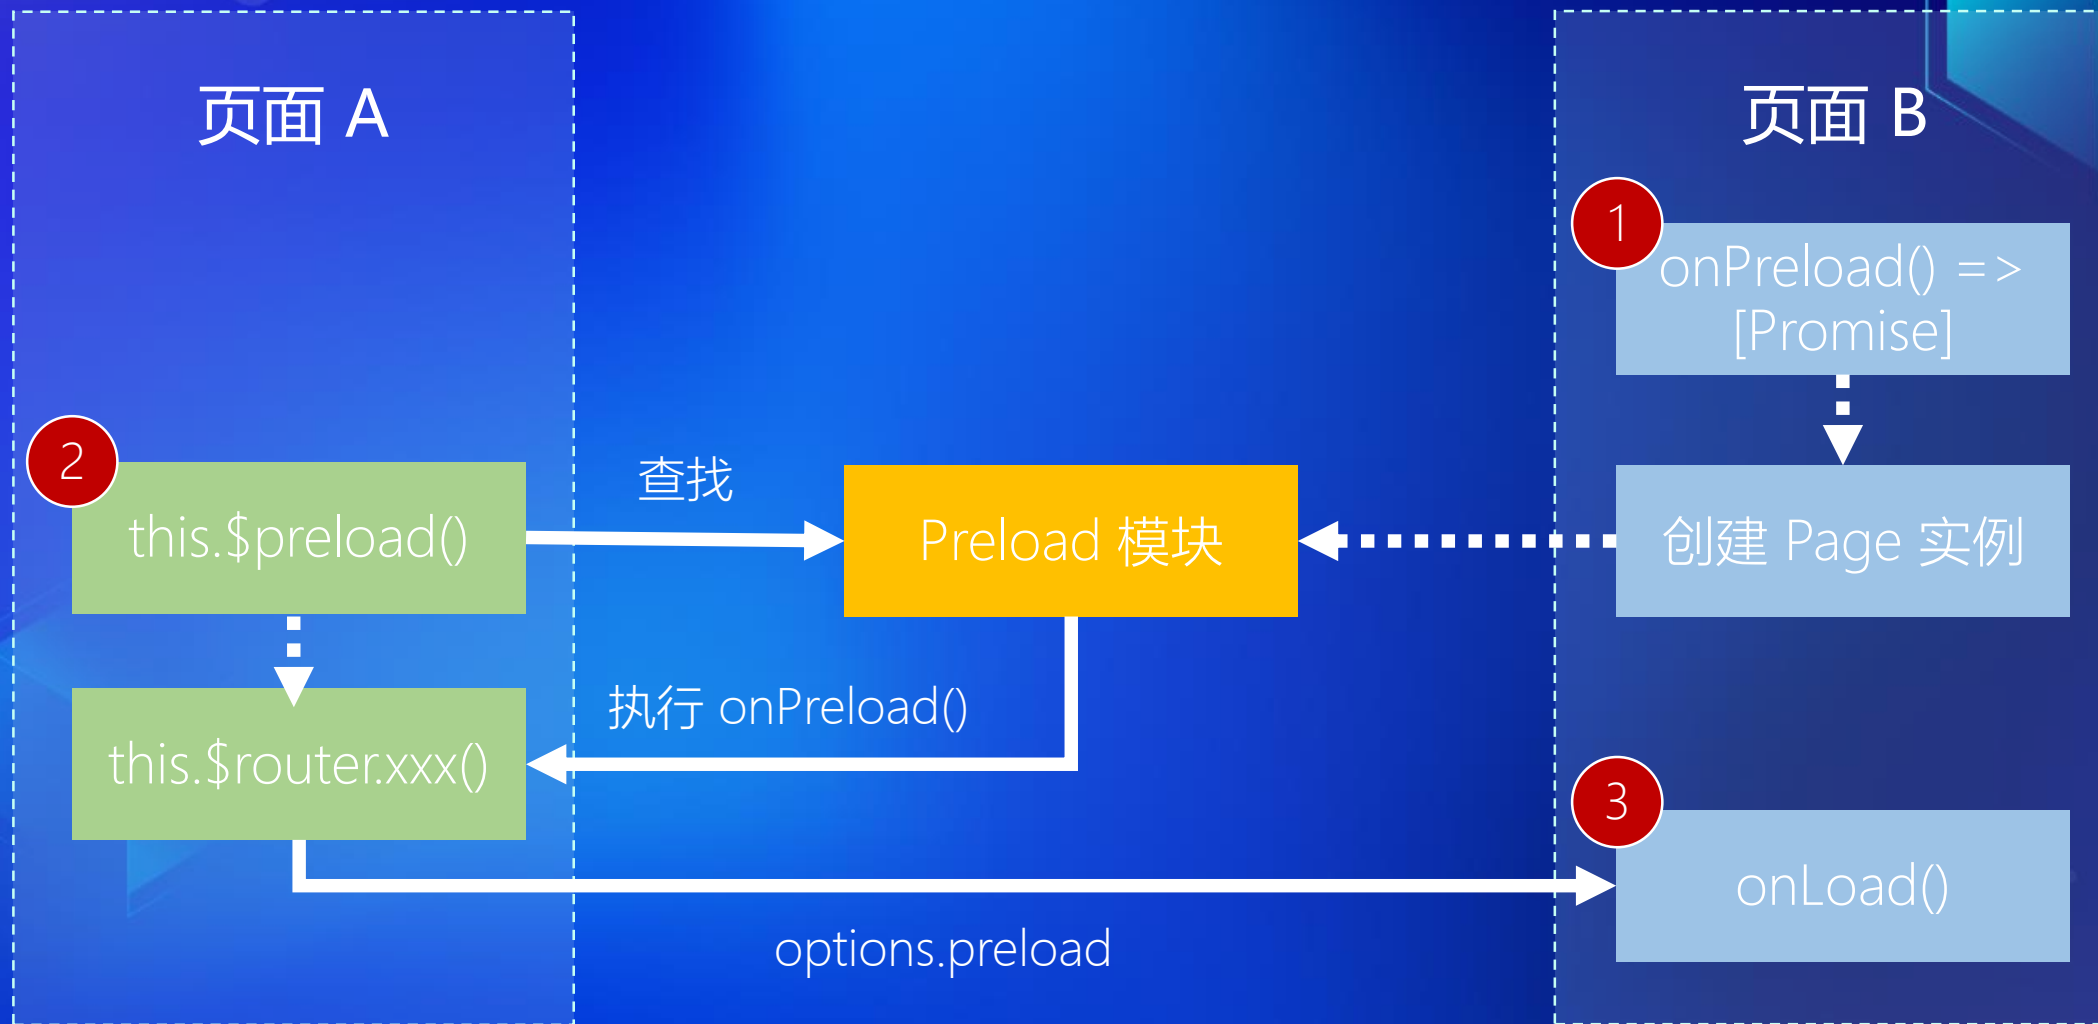 页面 A
页面 B
1
onPreload() =>
[Promise]
2
this.$preload()
查找
Preload 模块
创建 Page 实例
执行 onPreload()
this.$router.xxx()
3
onLoad()
options.preload